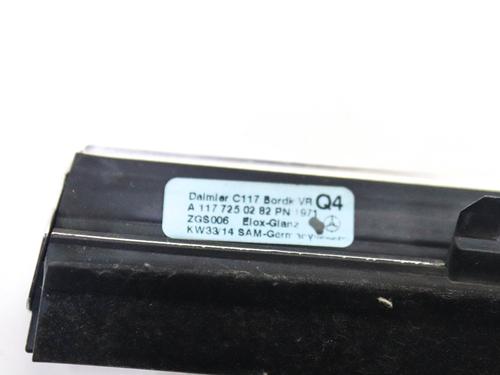 Daimler C117 Bordk VR Q4
A 117 725 02 82 PN 1971
ZGS006 Elox-Glanz
KW33/14 SAM-Germany